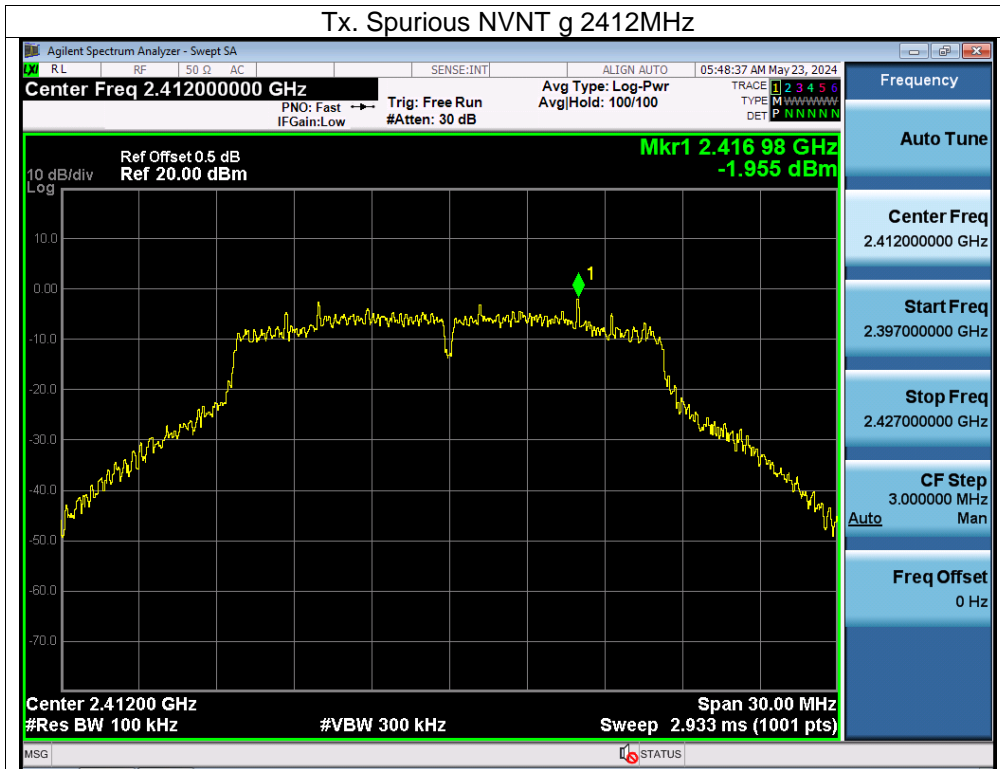 Tx. Spurious NVNT g 2412MHz
Agilent Spectrum Analyzer - Swept SA
LXI RL RF 50 Ω AC SENSE:INT ALIGN AUTO 05:48:37 AM May 23, 2024
Center Freq 2.412000000 GHz
PNO: Fast
IFGain:Low
Trig: Free Run
#Atten: 30 dB
Avg Type: Log-Pwr
Avg|Hold: 100/100
TRACE 1 2 3 4 5 6
TYPE M WWWWW
DET P N N N N N
Frequency
Auto Tune
Center Freq
2.412000000 GHz
Start Freq
2.397000000 GHz
Stop Freq
2.427000000 GHz
CF Step
3.000000 MHz
Auto Man
Freq Offset
0 Hz
Mkr1 2.416 98 GHz
-1.955 dBm
Ref Offset 0.5 dB
10 dB/div Ref 20.00 dBm
Log
10.0
0.00
1
-10.0
-20.0
-30.0
-40.0
-50.0
-60.0
-70.0
Center 2.41200 GHz Span 30.00 MHz
#Res BW 100 kHz #VBW 300 kHz Sweep 2.933 ms (1001 pts)
MSG STATUS